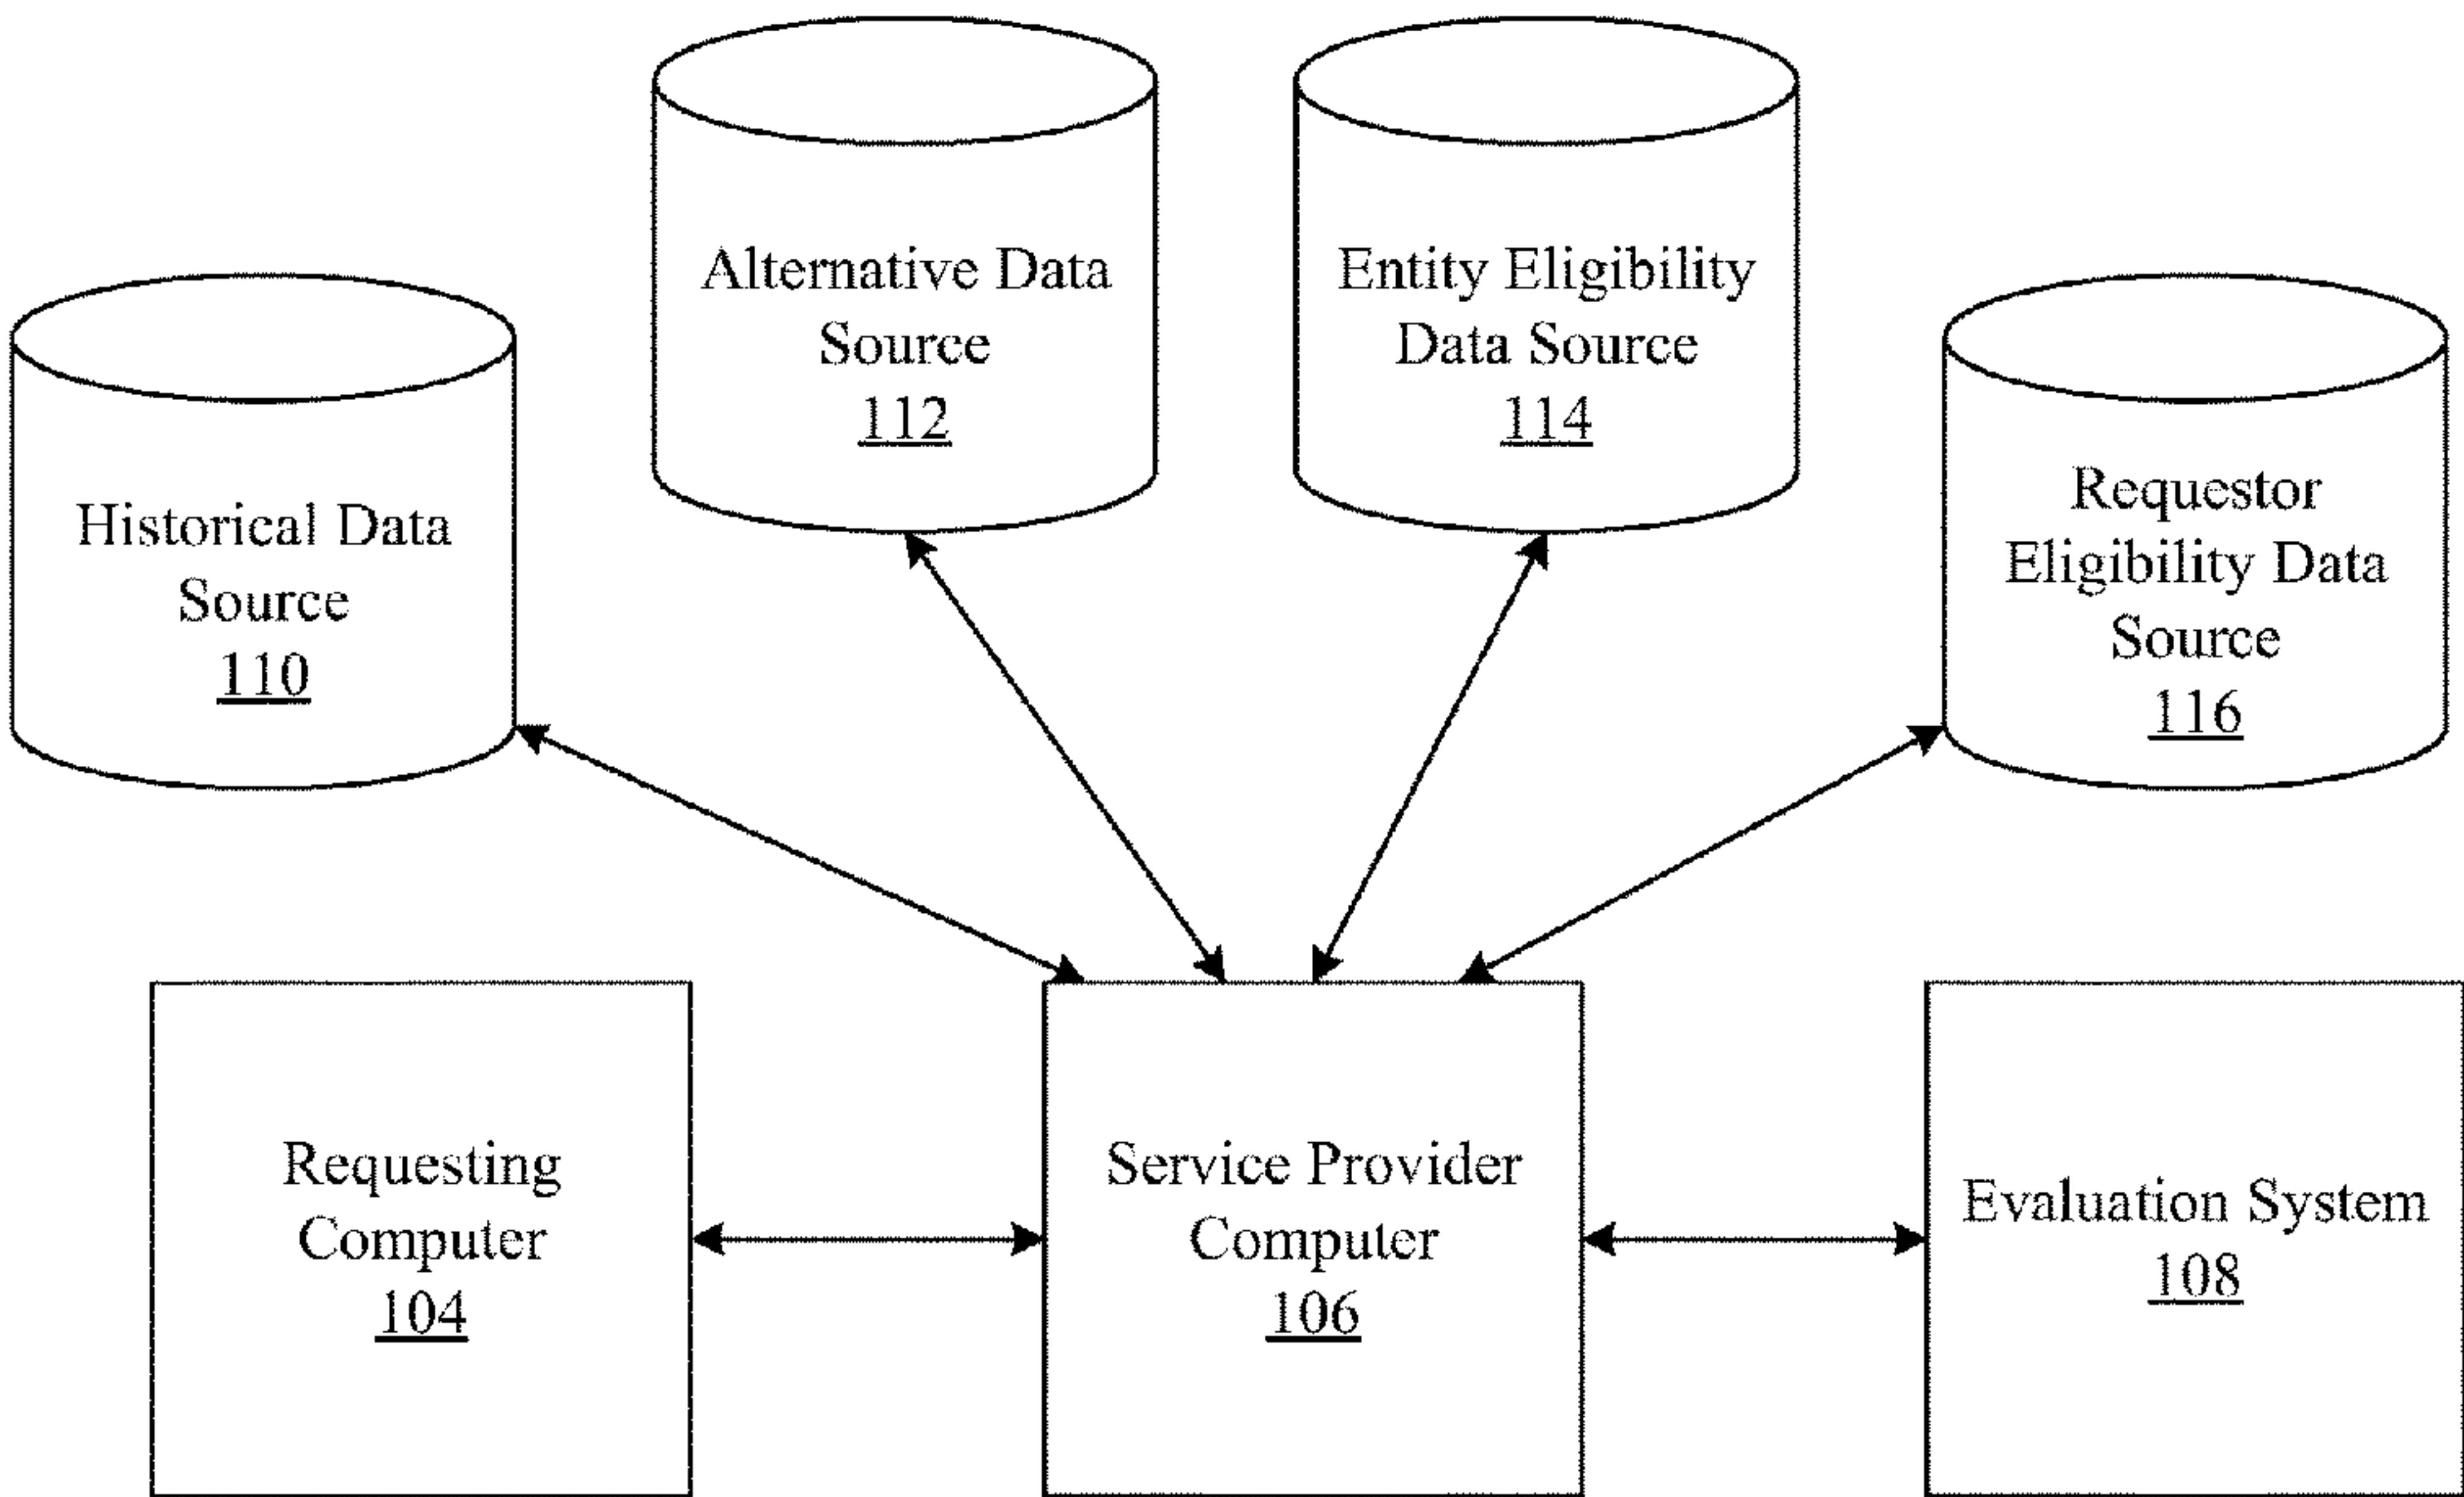 Alternative Data
Source
112
Entity Eligibility
Data Source
114
Historical Data
Source
110
Requestor
Eligibility Data
Source
116
Requesting
Computer
104
Service Provider
Computer
106
Evaluation System
108